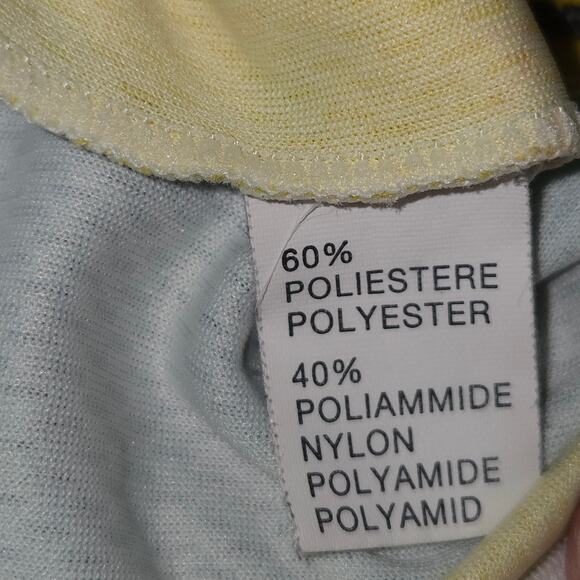 60%
POLIESTERE
POLYESTER
40%
POLIAMMIDE
NYLON
POLYAMIDE
POLYAMID